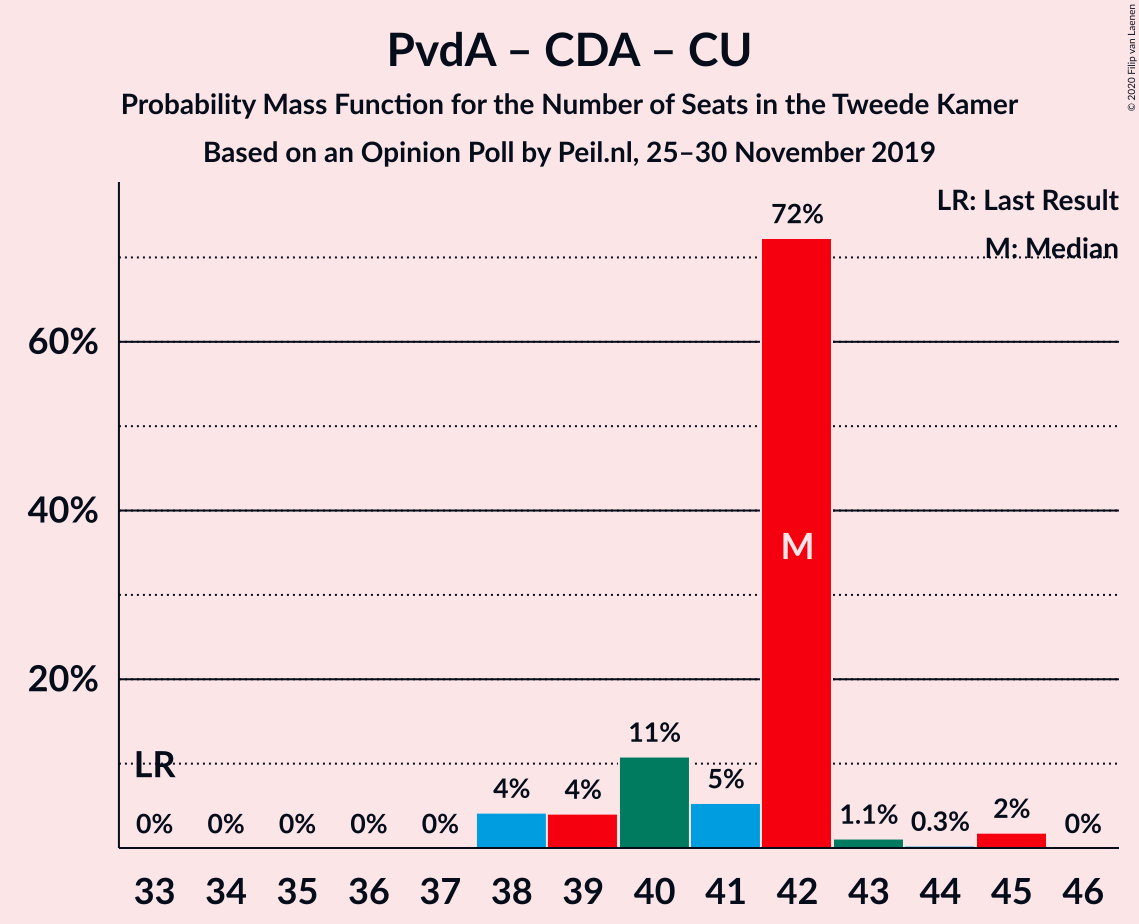 PvdA – CDA – CU
Probability Mass Function for the Number of Seats in the Tweede Kamer
Based on an Opinion Poll by Peil.nl, 25–30 November 2019
© 2020 Filip van Laenen
LR: Last Result
M: Median
72%
60%
40%
M
20%
11%
LR
5%
4%
4%
2%
1.1%
0.3%
0%
0%
0%
0%
0%
0%
33 34 35 36 37 38 39 40 41 42 43 44 45 46